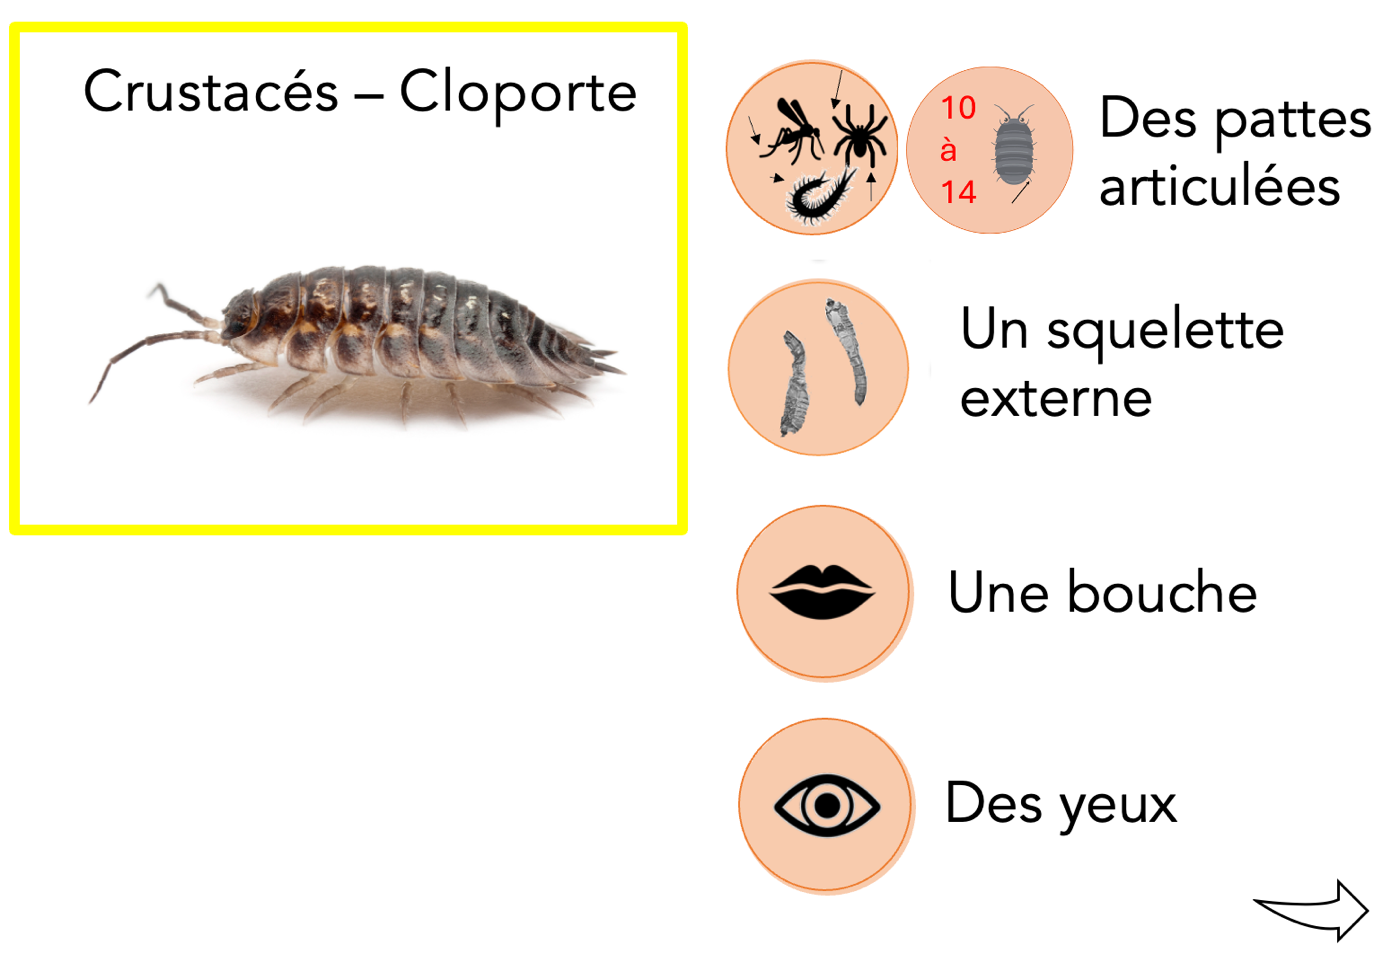 Crustacés – Cloporte
10
à
14
Des pattes
articulées
Un squelette
externe
Une bouche
Des yeux